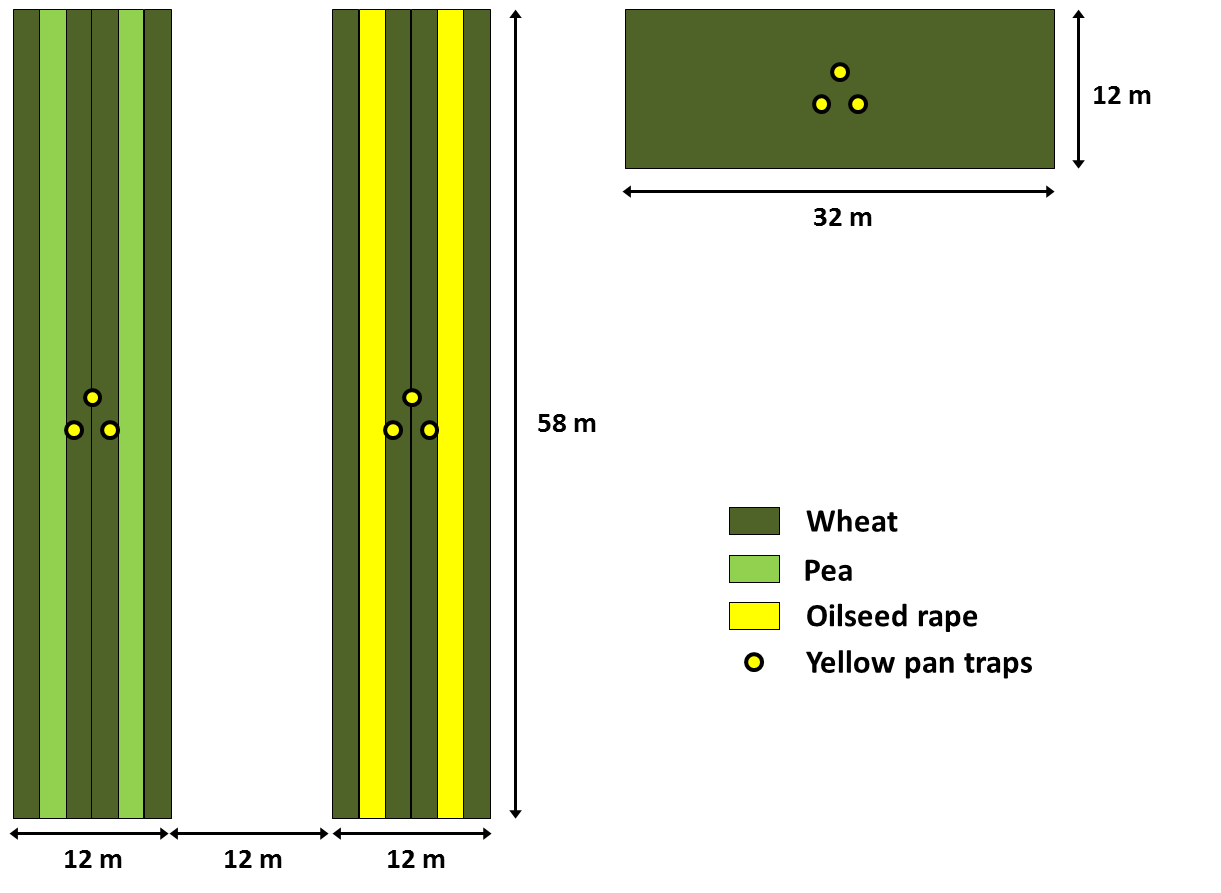 12 m
32 m
58 m
Wheat
Pea
Oilseed rape
Yellow pan traps
12 m
12 m
12 m